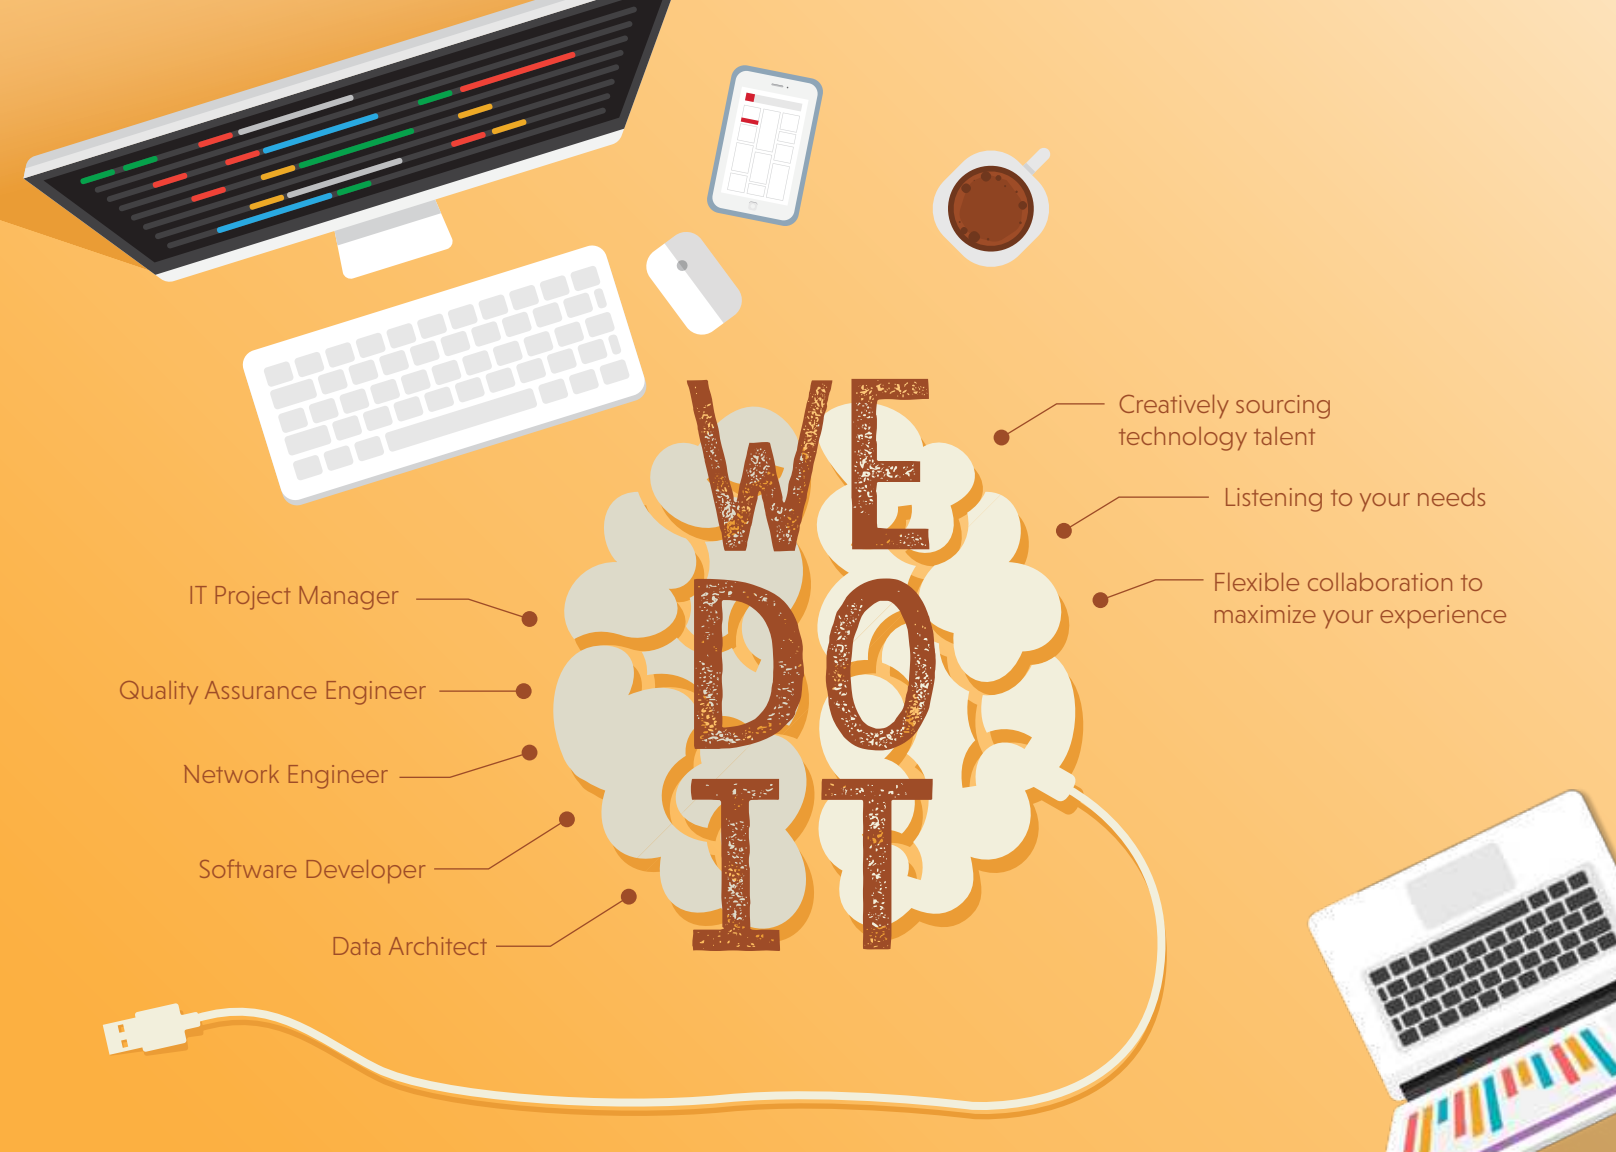 WE
DO
IT
Creatively sourcing
technology talent
Listening to your needs
Flexible collaboration to
maximize your experience
IT Project Manager
Quality Assurance Engineer
Network Engineer
Software Developer
Data Architect